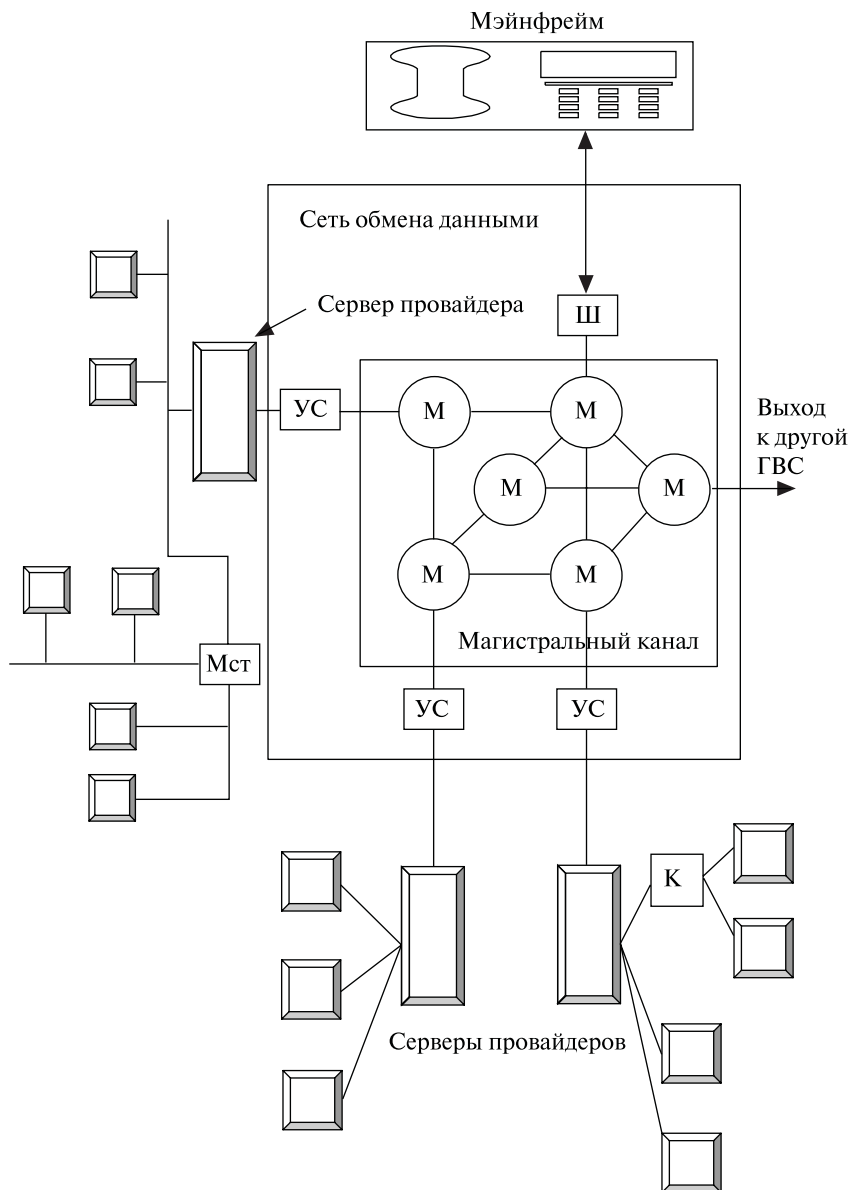 Мэйнфрейм
Сеть обмена данными
Сервер провайдера
Ш
УС
М
М
Выход
к другой
ГВС
М
М
М
М
Магистральный канал
Мст
УС
УС
К
Серверы провайдеров